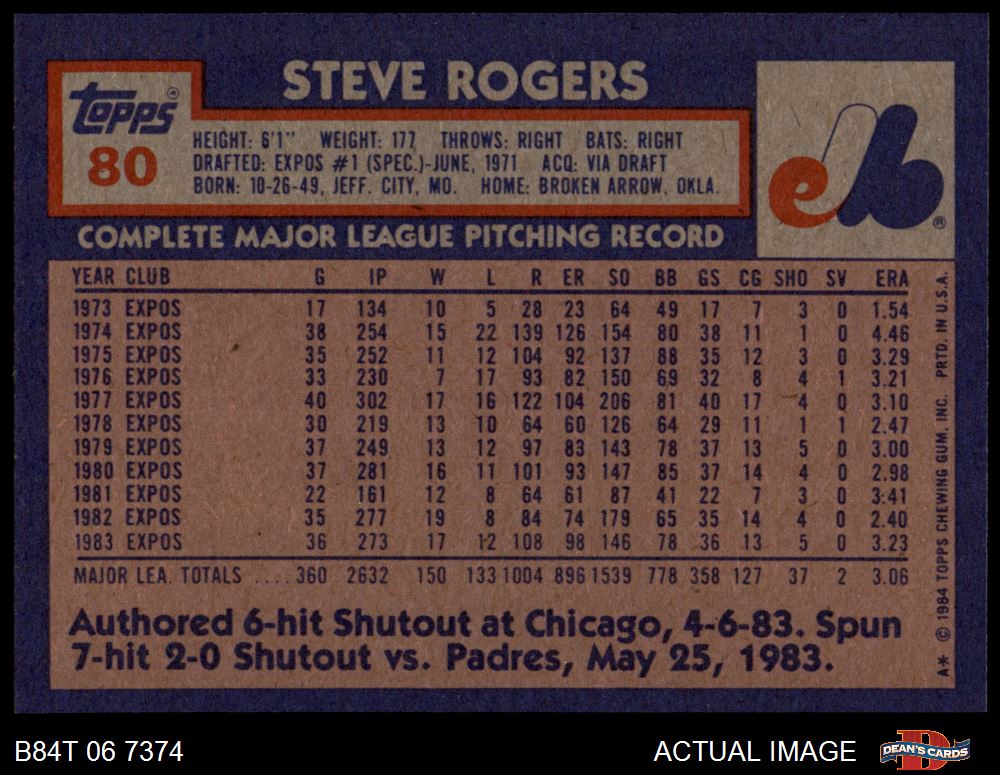 STEVE ROGERS
TOPPS®
80
HEIGHT: 6'1" WEIGHT: 177 THROWS: RIGHT BATS: RIGHT
DRAFTED: EXPOS #1 (SPEC.)-JUNE, 1971 ACQ: VIA DRAFT
BORN: 10-26-49, JEFF. CITY, MO. HOME: BROKEN ARROW, OKLA.
eb®
COMPLETE MAJOR LEAGUE PITCHING RECORD
YEAR CLUB G IP W L R ER SO BB GS CG SHO SV ERA
1973 EXPOS 17 134 10 5 28 23 64 49 17 7 3 0 1.54
1974 EXPOS 38 254 15 22 139 126 154 80 38 11 1 0 4.46
1975 EXPOS 35 252 11 12 104 92 137 88 35 12 3 0 3.29
1976 EXPOS 33 230 7 17 93 82 150 69 32 8 4 1 3.21
1977 EXPOS 40 302 17 16 122 104 206 81 40 17 4 0 3.10
1978 EXPOS 30 219 13 10 64 60 126 64 29 11 1 1 2.47
1979 EXPOS 37 249 13 12 97 83 143 78 37 13 5 0 3.00
1980 EXPOS 37 281 16 11 101 93 147 85 37 14 4 0 2.98
1981 EXPOS 22 161 12 8 64 61 87 41 22 7 3 0 3.41
1982 EXPOS 35 277 19 8 84 74 179 65 35 14 4 0 2.40
1983 EXPOS 36 273 17 12 108 98 146 78 36 13 5 0 3.23
MAJOR LEA. TOTALS .... 360 2632 150 133 1004 896 1539 778 358 127 37 2 3.06
Authored 6-hit Shutout at Chicago, 4-6-83. Spun
7-hit 2-0 Shutout vs. Padres, May 25, 1983.
A* © 1984 TOPPS CHEWING GUM, INC. PRTD. IN U.S.A.
B84T 06 7374
ACTUAL IMAGE
D
DEAN'S CARDS